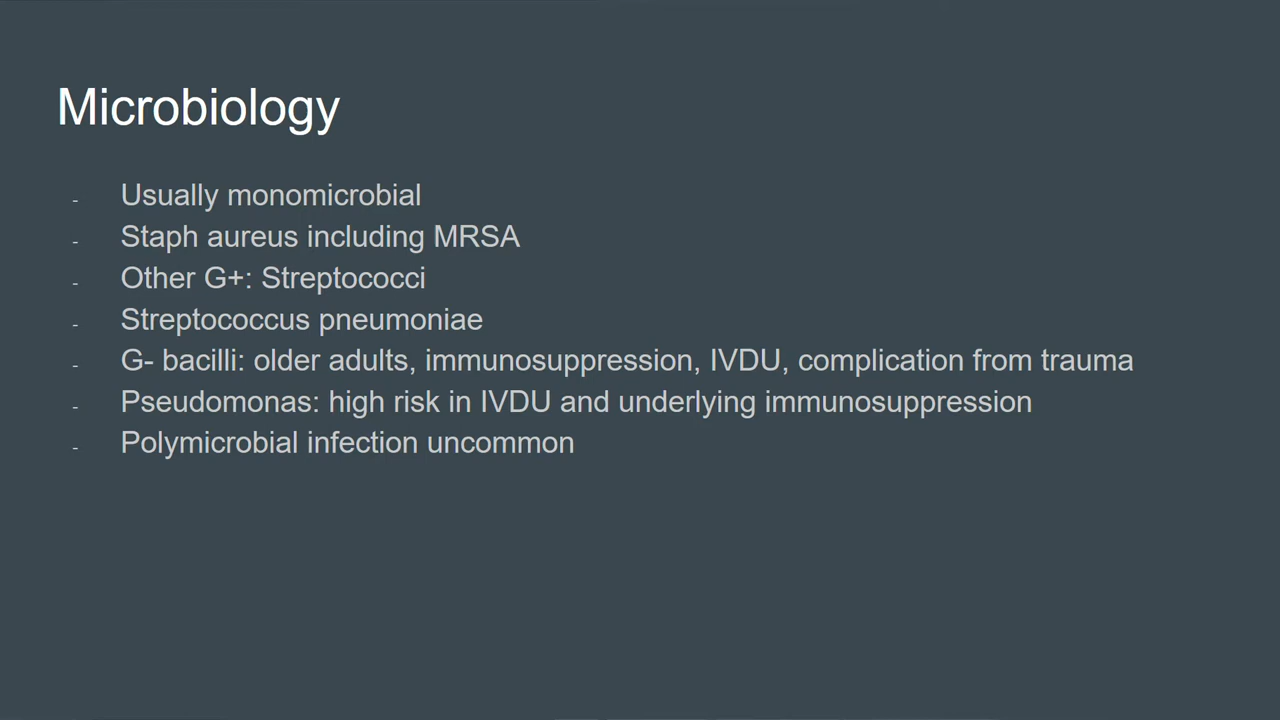 Microbiology
- Usually monomicrobial
- Staph aureus including MRSA
- Other G+: Streptococci
- Streptococcus pneumoniae
- G- bacilli: older adults, immunosuppression, IVDU, complication from trauma
- Pseudomonas: high risk in IVDU and underlying immunosuppression
- Polymicrobial infection uncommon